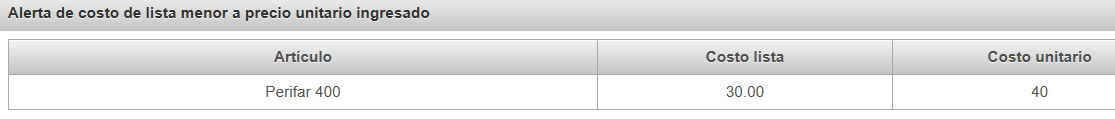 Alerta de costo de lista menor a precio unitario ingresado
Artículo Costo lista Costo unitario
Perifar 400 30.00 40